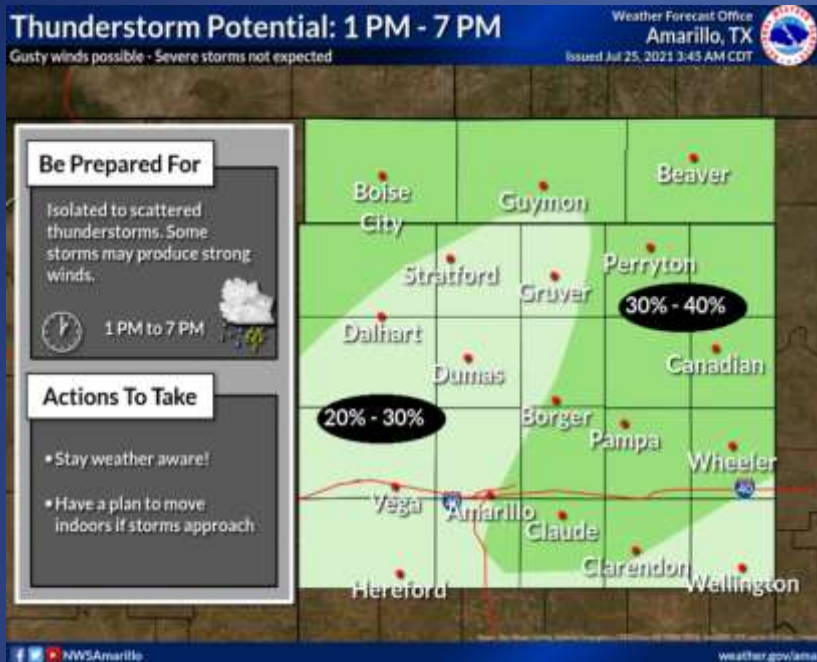 Thunderstorm Potential: 1 PM - 7 PM
Gusty winds possible - Severe storms not expected
Weather Forecast Office
Amarillo, TX
Issued Jul 25, 2021 3:45 AM CDT
Be Prepared For
Isolated to scattered
thunderstorms. Some
storms may produce strong
winds.
1 PM to 7 PM
Actions To Take
•Stay weather aware!
•Have a plan to move
indoors if storms approach
Boise
City
Guymon
Beaver
Stratford
Gruver
Perryton
30% - 40%
Dalhart
Dumas
Canadian
20% - 30%
Borger
Pampa
Wheeler
Vega
40
Amarillo
40
Claude
Clarendon
Hereford
Wellington
NWSAmarillo
weather.gov/ama